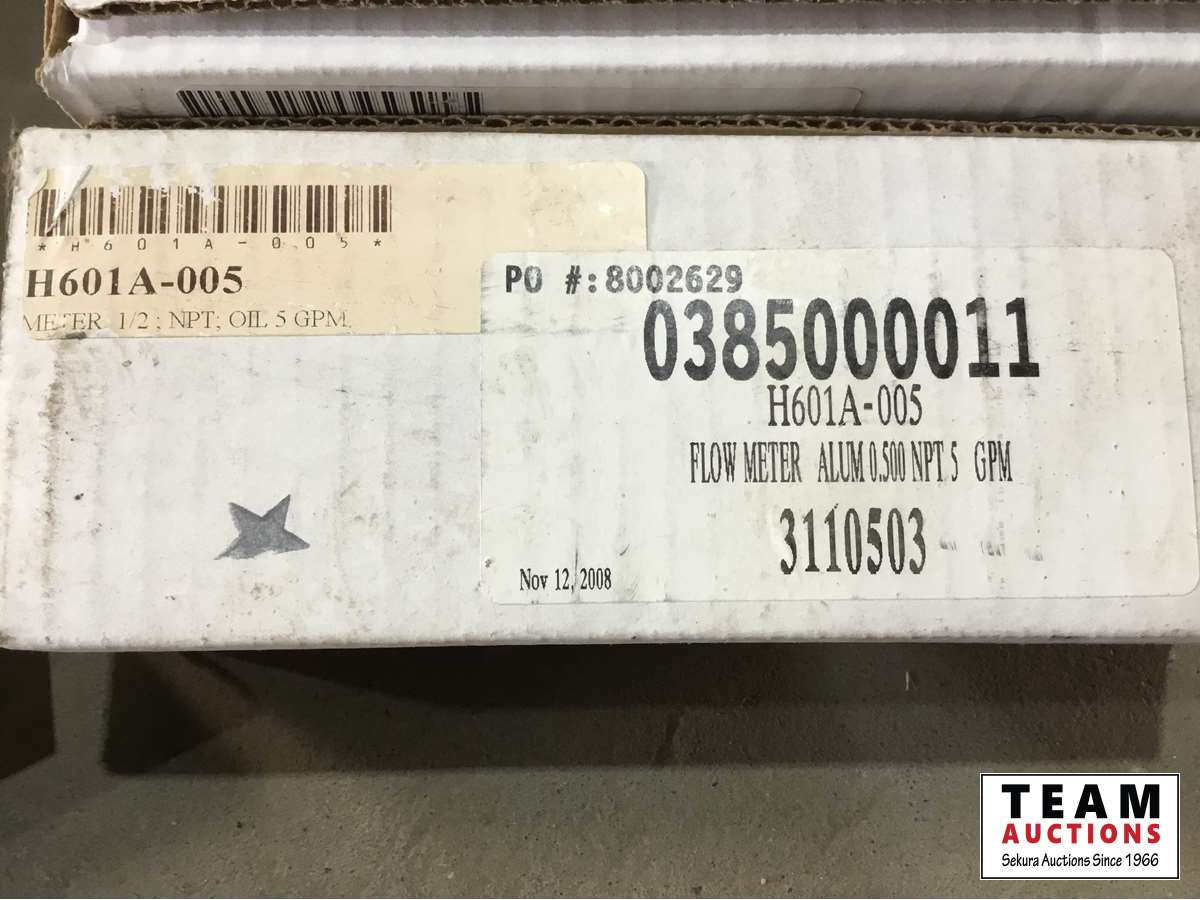 *H601A-005*
H601A-005
METER 1/2 ; NPT; OIL 5 GPM
PO #:8002629
0385000011
H601A-005
FLOW METER ALUM 0.500 NPT 5 GPM
3110503
Nov 12, 2008
TEAM
AUCTIONS
Sekura Auctions Since 1966